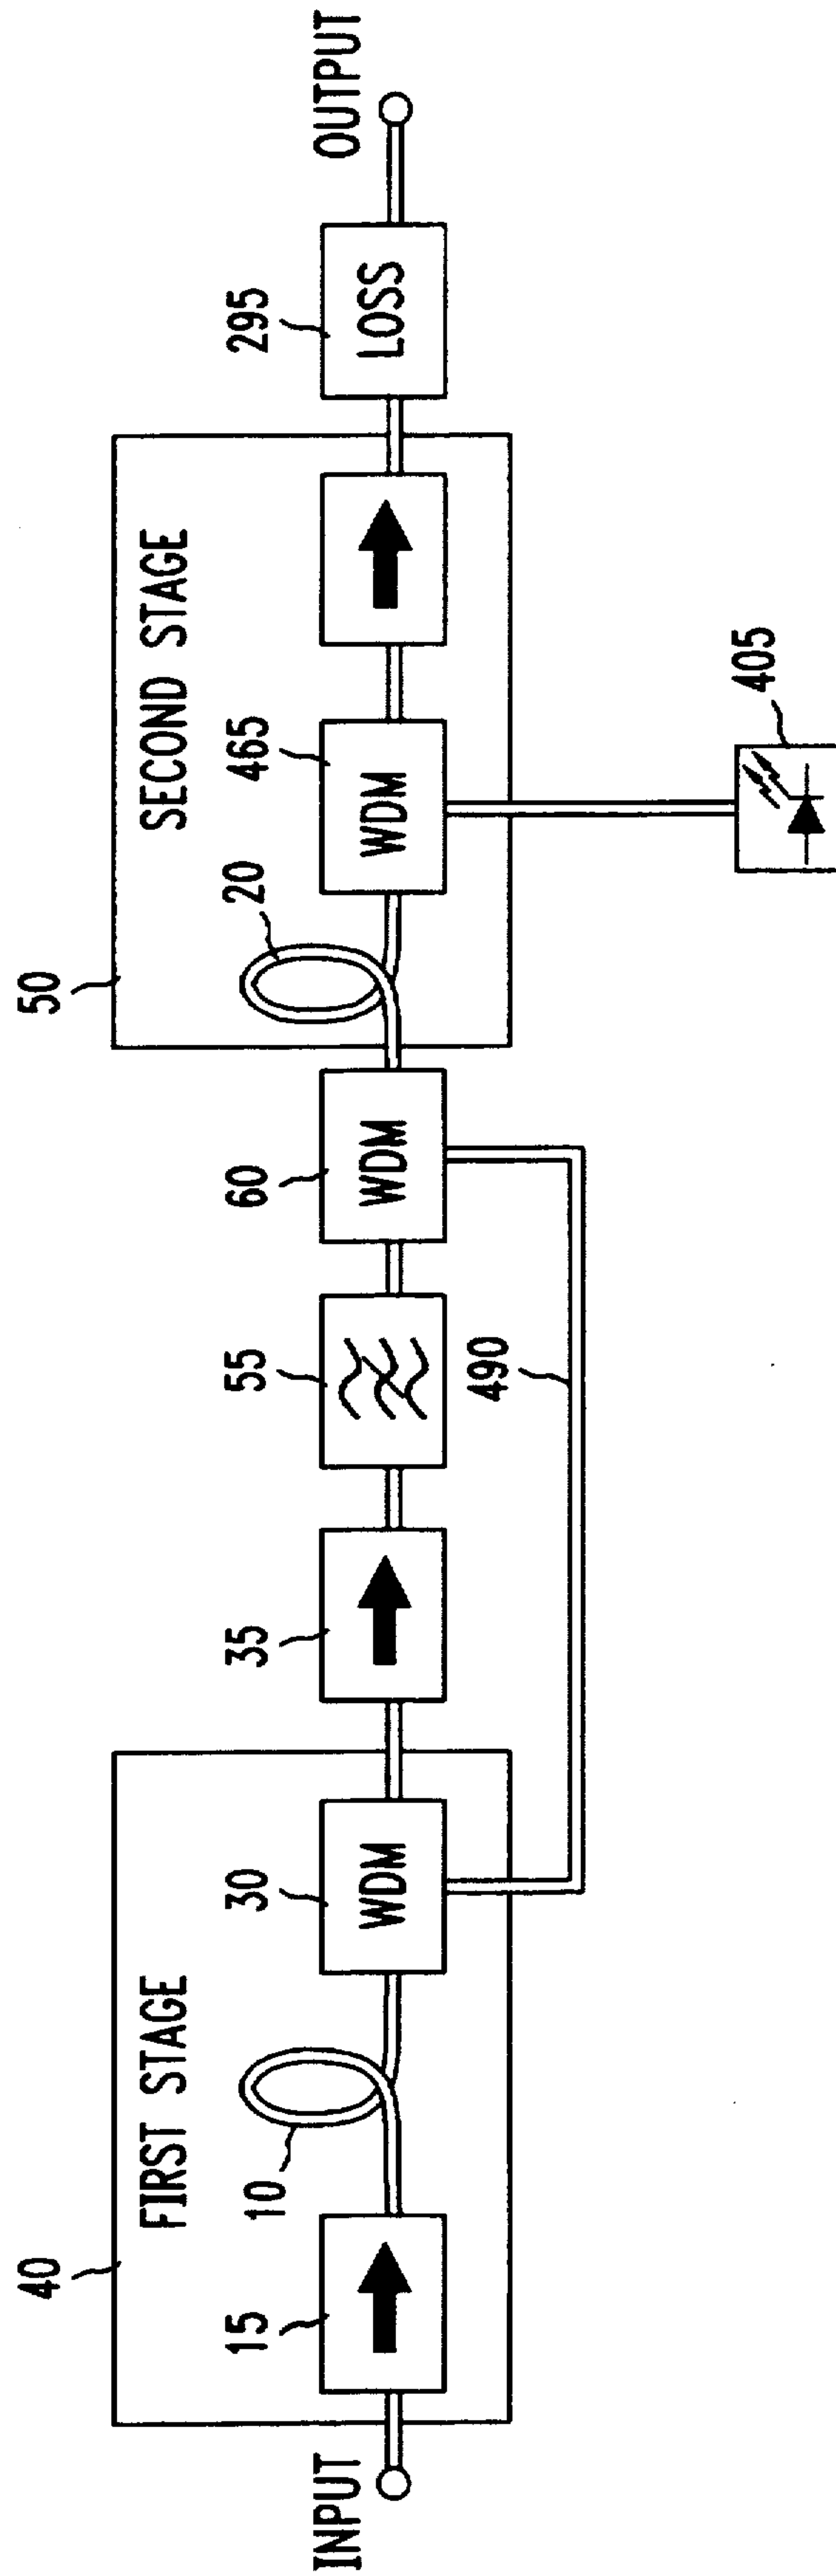 40
FIRST STAGE
15
10
30
INPUT
35
55
60
490
50
SECOND STAGE
20
465
295
WDM
WDM
WDM
LOSS
OUTPUT
405